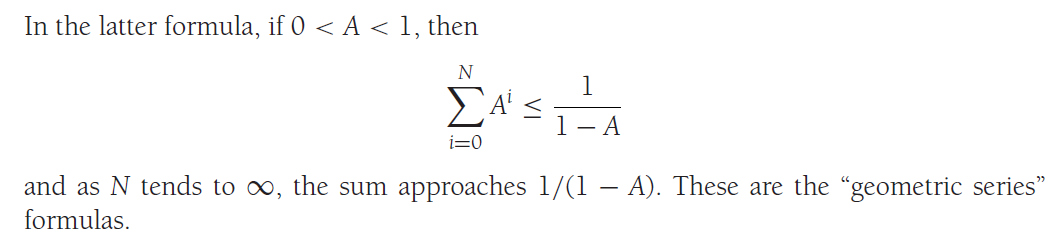 In the latter formula, if 0 < A < 1, then
N
∑ Aⁱ ≤ 1 / (1 − A)
i=0
and as N tends to ∞, the sum approaches 1/(1 − A). These are the “geometric series”
formulas.